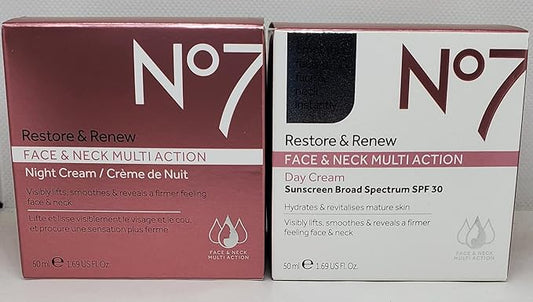 No7
Restore & Renew
FACE & NECK MULTI ACTION
Night Cream / Crème de Nuit
Visibly lifts, smoothes & reveals a firmer feeling
face & neck
Lifte et lisse visiblement le visage et le cou,
et procure une sensation plus ferme
FACE & NECK
MULTI ACTION
50 ml ℮ 1.69 US Fl. Oz.
instantly
No7
Restore & Renew
FACE & NECK MULTI ACTION
Day Cream
Sunscreen Broad Spectrum SPF 30
Hydrates & revitalises mature skin
Visibly lifts, smoothes & reveals a firmer
feeling face & neck
FACE & NECK
MULTI ACTION
50 ml ℮ 1.69 US Fl. Oz.